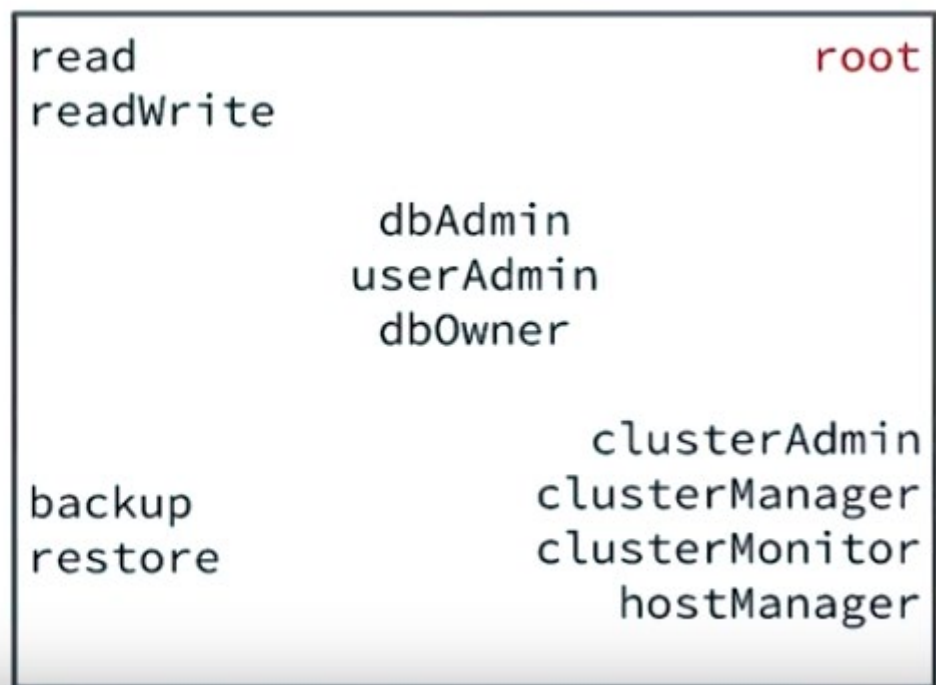 read
root
readWrite
dbAdmin
userAdmin
dbOwner
clusterAdmin
clusterManager
clusterMonitor
hostManager
backup
restore